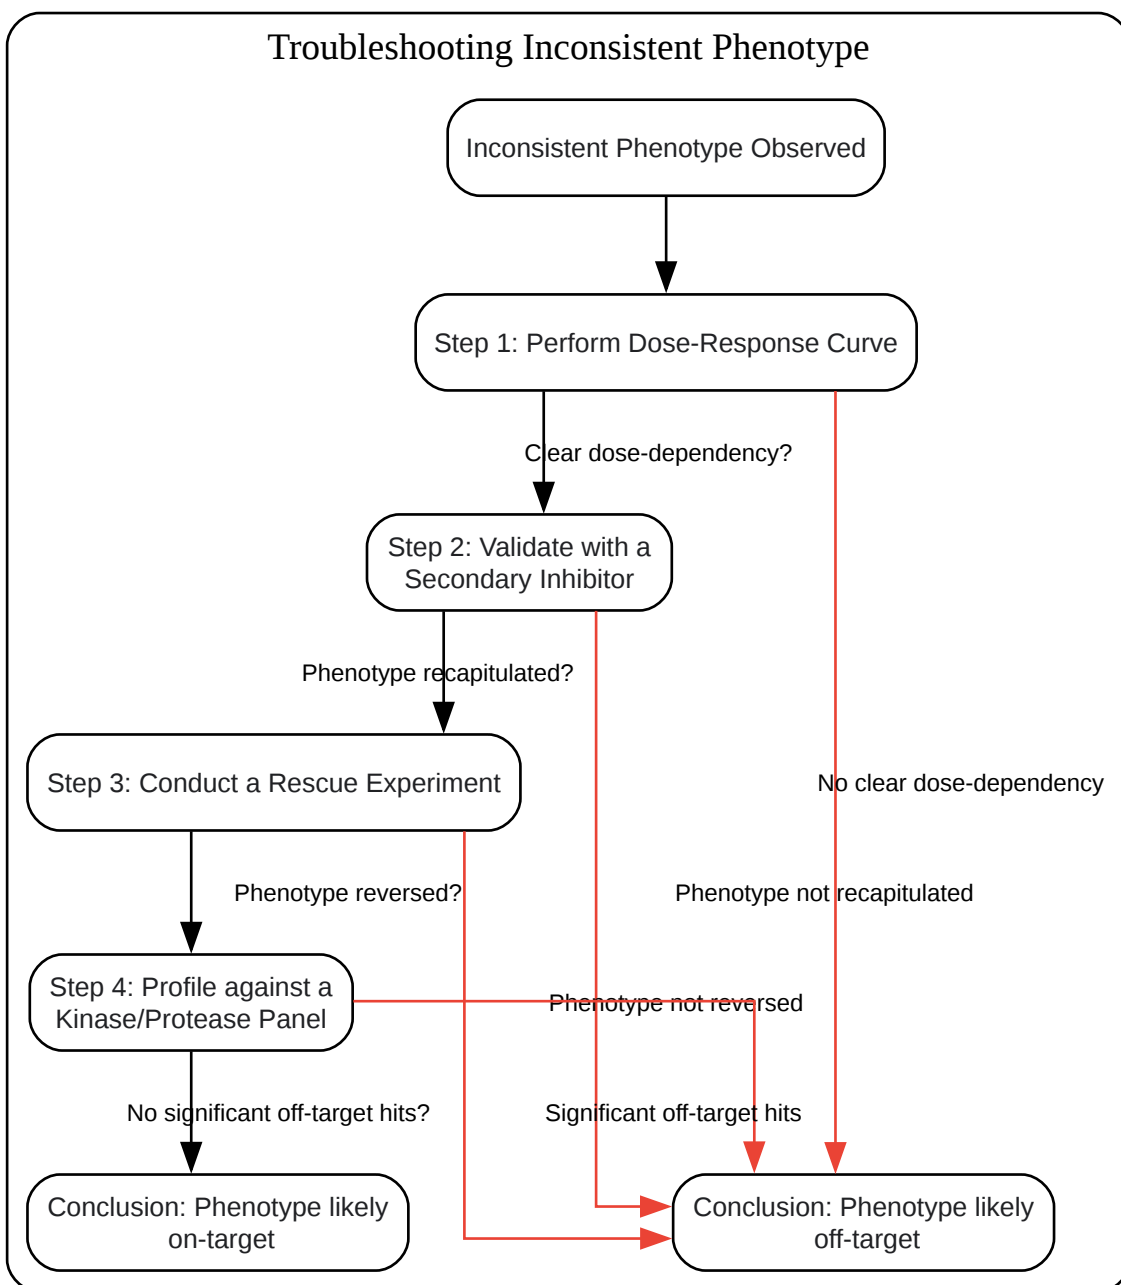 Troubleshooting Inconsistent Phenotype
Inconsistent Phenotype Observed
Step 1: Perform Dose-Response Curve
Clear dose-dependency?
Step 2: Validate with a
Secondary Inhibitor
Phenotype recapitulated?
Step 3: Conduct a Rescue Experiment
No clear dose-dependency
Phenotype reversed?
Phenotype not recapitulated
Step 4: Profile against a
Kinase/Protease Panel
Phenotype not reversed
No significant off-target hits?
Significant off-target hits
Conclusion: Phenotype likely
on-target
Conclusion: Phenotype likely
off-target